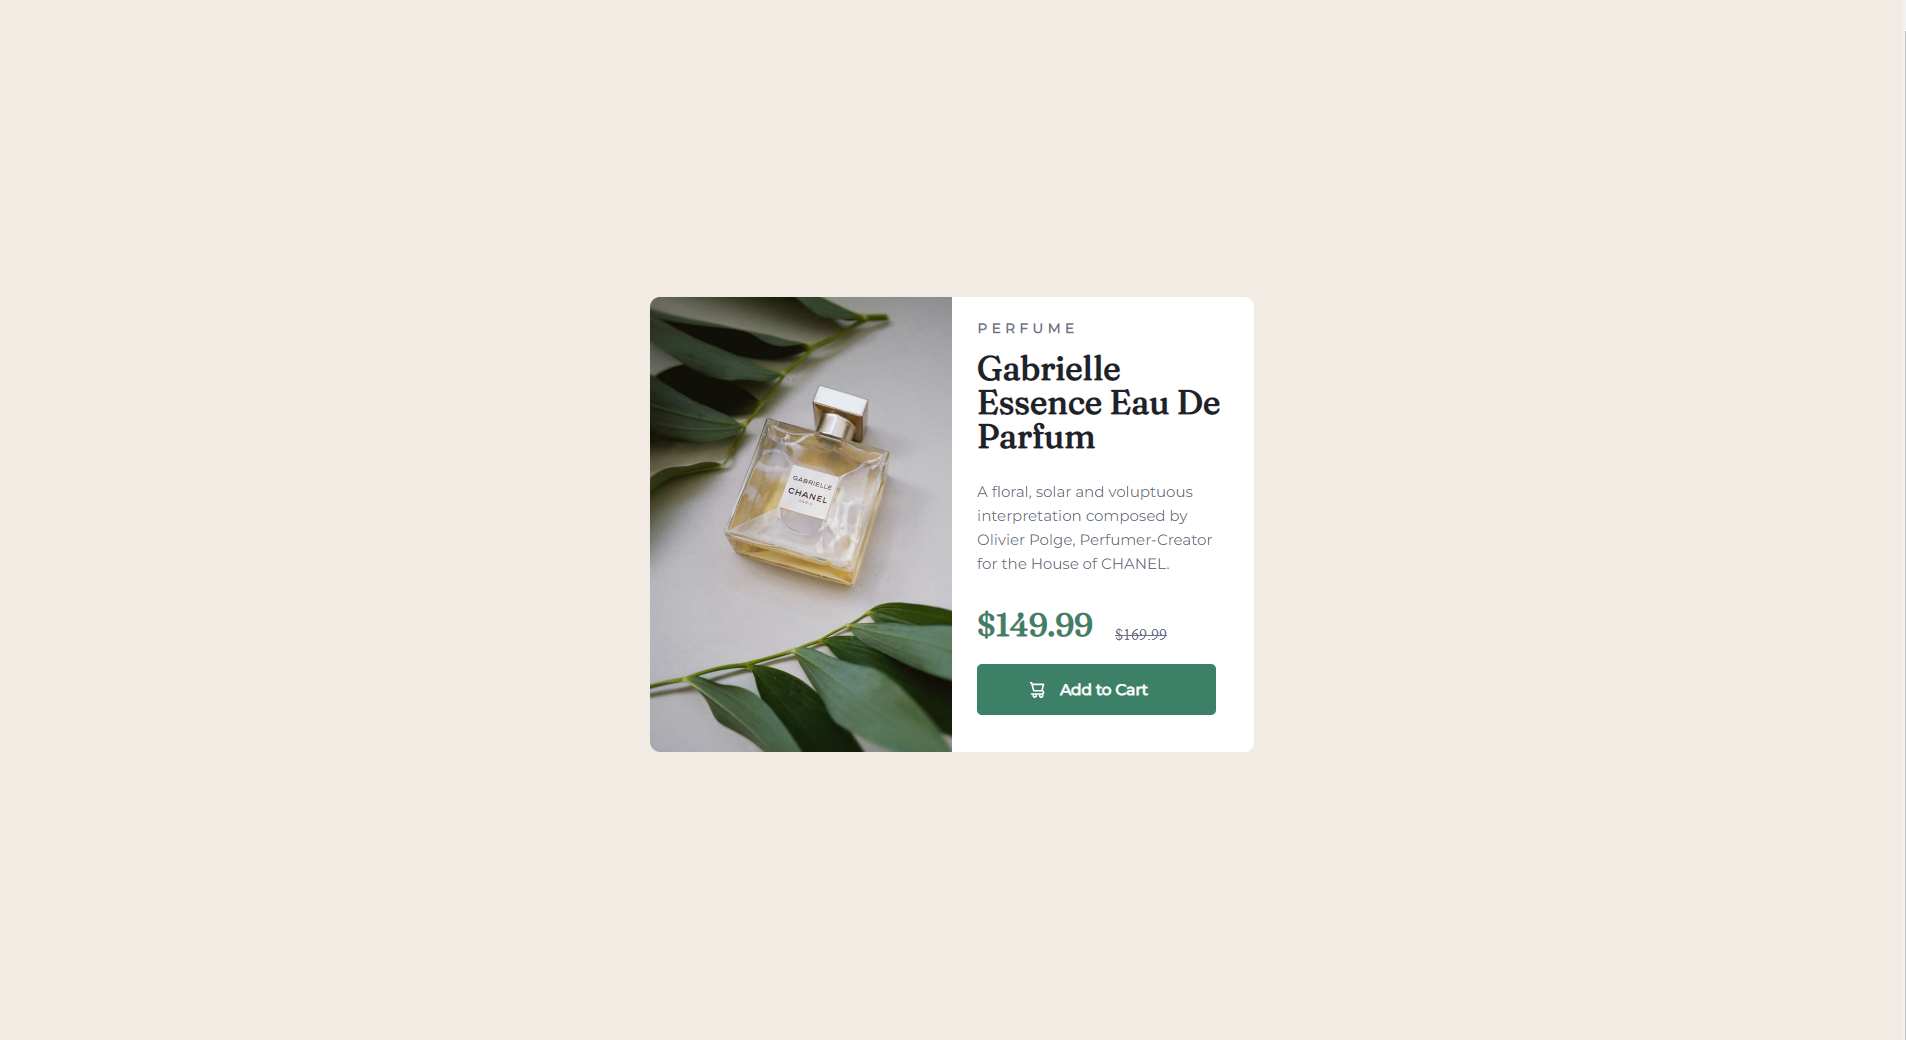 GABRIELLE
CHANEL
PARIS
PERFUME
Gabrielle
Essence Eau De
Parfum
A floral, solar and voluptuous
interpretation composed by
Olivier Polge, Perfumer-Creator
for the House of CHANEL.
$149.99 $169.99
Add to Cart